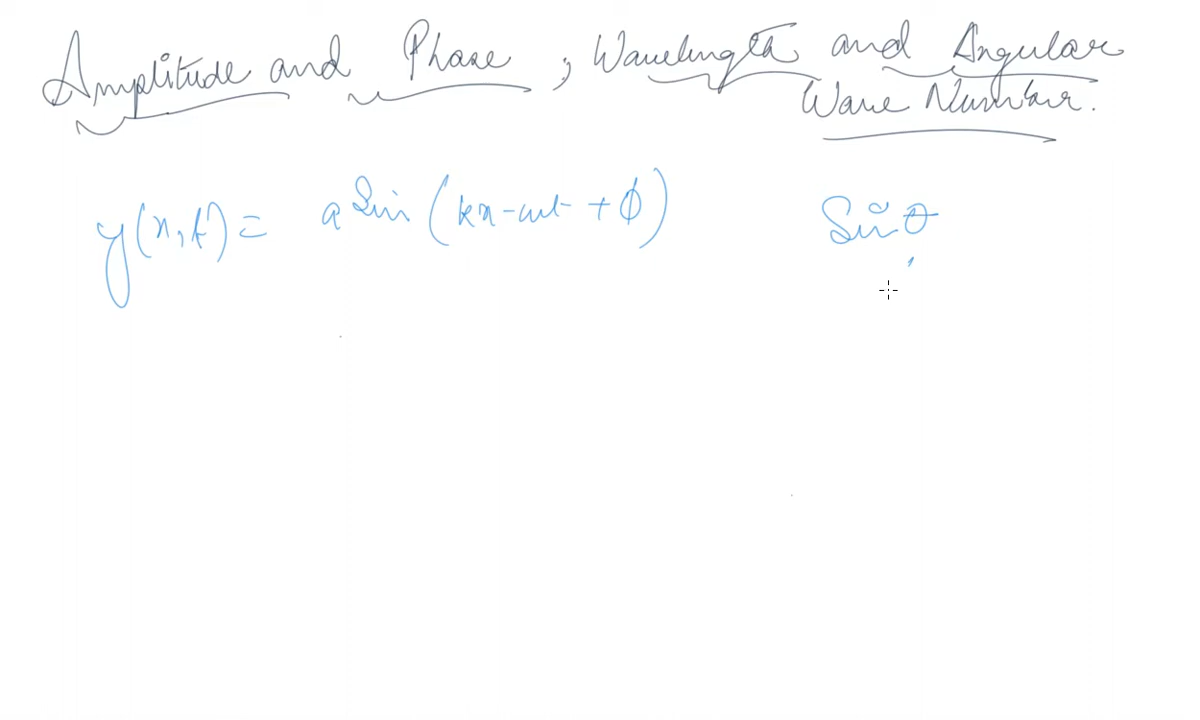 Amplitude and Phase, Wavelength and Angular
Wave Number.
y(x,t) = a Sin (kx - ωt + ϕ) Sin θ